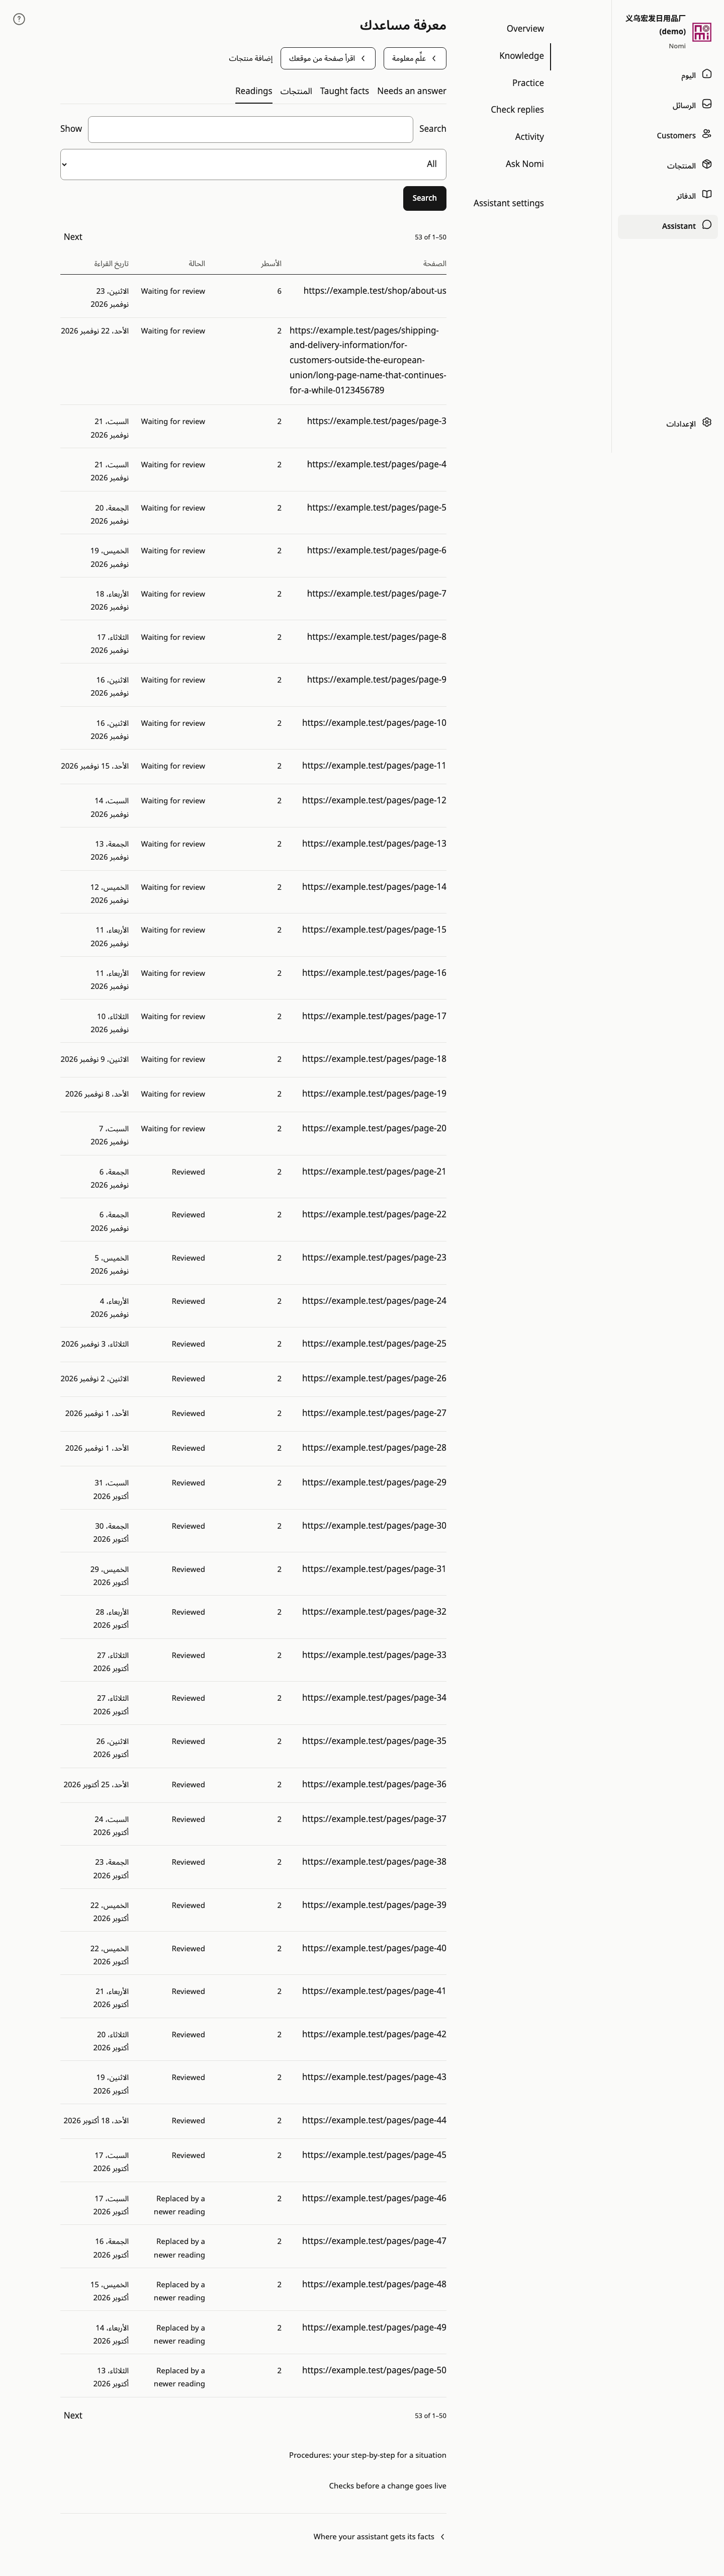 义乌宏发日用品厂
(demo)
Nomi
اليوم
الرسائل
Customers
المنتجات
الدفاتر
Assistant
الإعدادات
Overview
Knowledge
Practice
Check replies
Activity
Ask Nomi
Assistant settings
معرفة مساعدك
علِّم معلومة
اقرأ صفحة من موقعك
إضافة منتجات
Needs an answer
Taught facts
المنتجات
Readings
Search
Show
All
Search
53 of 1–50
Next
الصفحة الأسطر الحالة تاريخ القراءة
https://example.test/shop/about-us 6 Waiting for review الاثنين، 23
نوفمبر 2026
https://example.test/pages/shipping- 2 Waiting for review الأحد، 22 نوفمبر 2026
and-delivery-information/for-
customers-outside-the-european-
union/long-page-name-that-continues-
for-a-while-0123456789
https://example.test/pages/page-3 2 Waiting for review السبت، 21
نوفمبر 2026
https://example.test/pages/page-4 2 Waiting for review السبت، 21
نوفمبر 2026
https://example.test/pages/page-5 2 Waiting for review الجمعة، 20
نوفمبر 2026
https://example.test/pages/page-6 2 Waiting for review الخميس، 19
نوفمبر 2026
https://example.test/pages/page-7 2 Waiting for review الأربعاء، 18
نوفمبر 2026
https://example.test/pages/page-8 2 Waiting for review الثلاثاء، 17
نوفمبر 2026
https://example.test/pages/page-9 2 Waiting for review الاثنين، 16
نوفمبر 2026
https://example.test/pages/page-10 2 Waiting for review الاثنين، 16
نوفمبر 2026
https://example.test/pages/page-11 2 Waiting for review الأحد، 15 نوفمبر 2026
https://example.test/pages/page-12 2 Waiting for review السبت، 14
نوفمبر 2026
https://example.test/pages/page-13 2 Waiting for review الجمعة، 13
نوفمبر 2026
https://example.test/pages/page-14 2 Waiting for review الخميس، 12
نوفمبر 2026
https://example.test/pages/page-15 2 Waiting for review الأربعاء، 11
نوفمبر 2026
https://example.test/pages/page-16 2 Waiting for review الأربعاء، 11
نوفمبر 2026
https://example.test/pages/page-17 2 Waiting for review الثلاثاء، 10
نوفمبر 2026
https://example.test/pages/page-18 2 Waiting for review الاثنين، 9 نوفمبر 2026
https://example.test/pages/page-19 2 Waiting for review الأحد، 8 نوفمبر 2026
https://example.test/pages/page-20 2 Waiting for review السبت، 7
نوفمبر 2026
https://example.test/pages/page-21 2 Reviewed الجمعة، 6
نوفمبر 2026
https://example.test/pages/page-22 2 Reviewed الجمعة، 6
نوفمبر 2026
https://example.test/pages/page-23 2 Reviewed الخميس، 5
نوفمبر 2026
https://example.test/pages/page-24 2 Reviewed الأربعاء، 4
نوفمبر 2026
https://example.test/pages/page-25 2 Reviewed الثلاثاء، 3 نوفمبر 2026
https://example.test/pages/page-26 2 Reviewed الاثنين، 2 نوفمبر 2026
https://example.test/pages/page-27 2 Reviewed الأحد، 1 نوفمبر 2026
https://example.test/pages/page-28 2 Reviewed الأحد، 1 نوفمبر 2026
https://example.test/pages/page-29 2 Reviewed السبت، 31
أكتوبر 2026
https://example.test/pages/page-30 2 Reviewed الجمعة، 30
أكتوبر 2026
https://example.test/pages/page-31 2 Reviewed الخميس، 29
أكتوبر 2026
https://example.test/pages/page-32 2 Reviewed الأربعاء، 28
أكتوبر 2026
https://example.test/pages/page-33 2 Reviewed الثلاثاء، 27
أكتوبر 2026
https://example.test/pages/page-34 2 Reviewed الثلاثاء، 27
أكتوبر 2026
https://example.test/pages/page-35 2 Reviewed الاثنين، 26
أكتوبر 2026
https://example.test/pages/page-36 2 Reviewed الأحد، 25 أكتوبر 2026
https://example.test/pages/page-37 2 Reviewed السبت، 24
أكتوبر 2026
https://example.test/pages/page-38 2 Reviewed الجمعة، 23
أكتوبر 2026
https://example.test/pages/page-39 2 Reviewed الخميس، 22
أكتوبر 2026
https://example.test/pages/page-40 2 Reviewed الخميس، 22
أكتوبر 2026
https://example.test/pages/page-41 2 Reviewed الأربعاء، 21
أكتوبر 2026
https://example.test/pages/page-42 2 Reviewed الثلاثاء، 20
أكتوبر 2026
https://example.test/pages/page-43 2 Reviewed الاثنين، 19
أكتوبر 2026
https://example.test/pages/page-44 2 Reviewed الأحد، 18 أكتوبر 2026
https://example.test/pages/page-45 2 Reviewed السبت، 17
أكتوبر 2026
https://example.test/pages/page-46 2 Replaced by a السبت، 17
newer reading أكتوبر 2026
https://example.test/pages/page-47 2 Replaced by a الجمعة، 16
newer reading أكتوبر 2026
https://example.test/pages/page-48 2 Replaced by a الخميس، 15
newer reading أكتوبر 2026
https://example.test/pages/page-49 2 Replaced by a الأربعاء، 14
newer reading أكتوبر 2026
https://example.test/pages/page-50 2 Replaced by a الثلاثاء، 13
newer reading أكتوبر 2026
53 of 1–50
Next
Procedures: your step-by-step for a situation
Checks before a change goes live
Where your assistant gets its facts